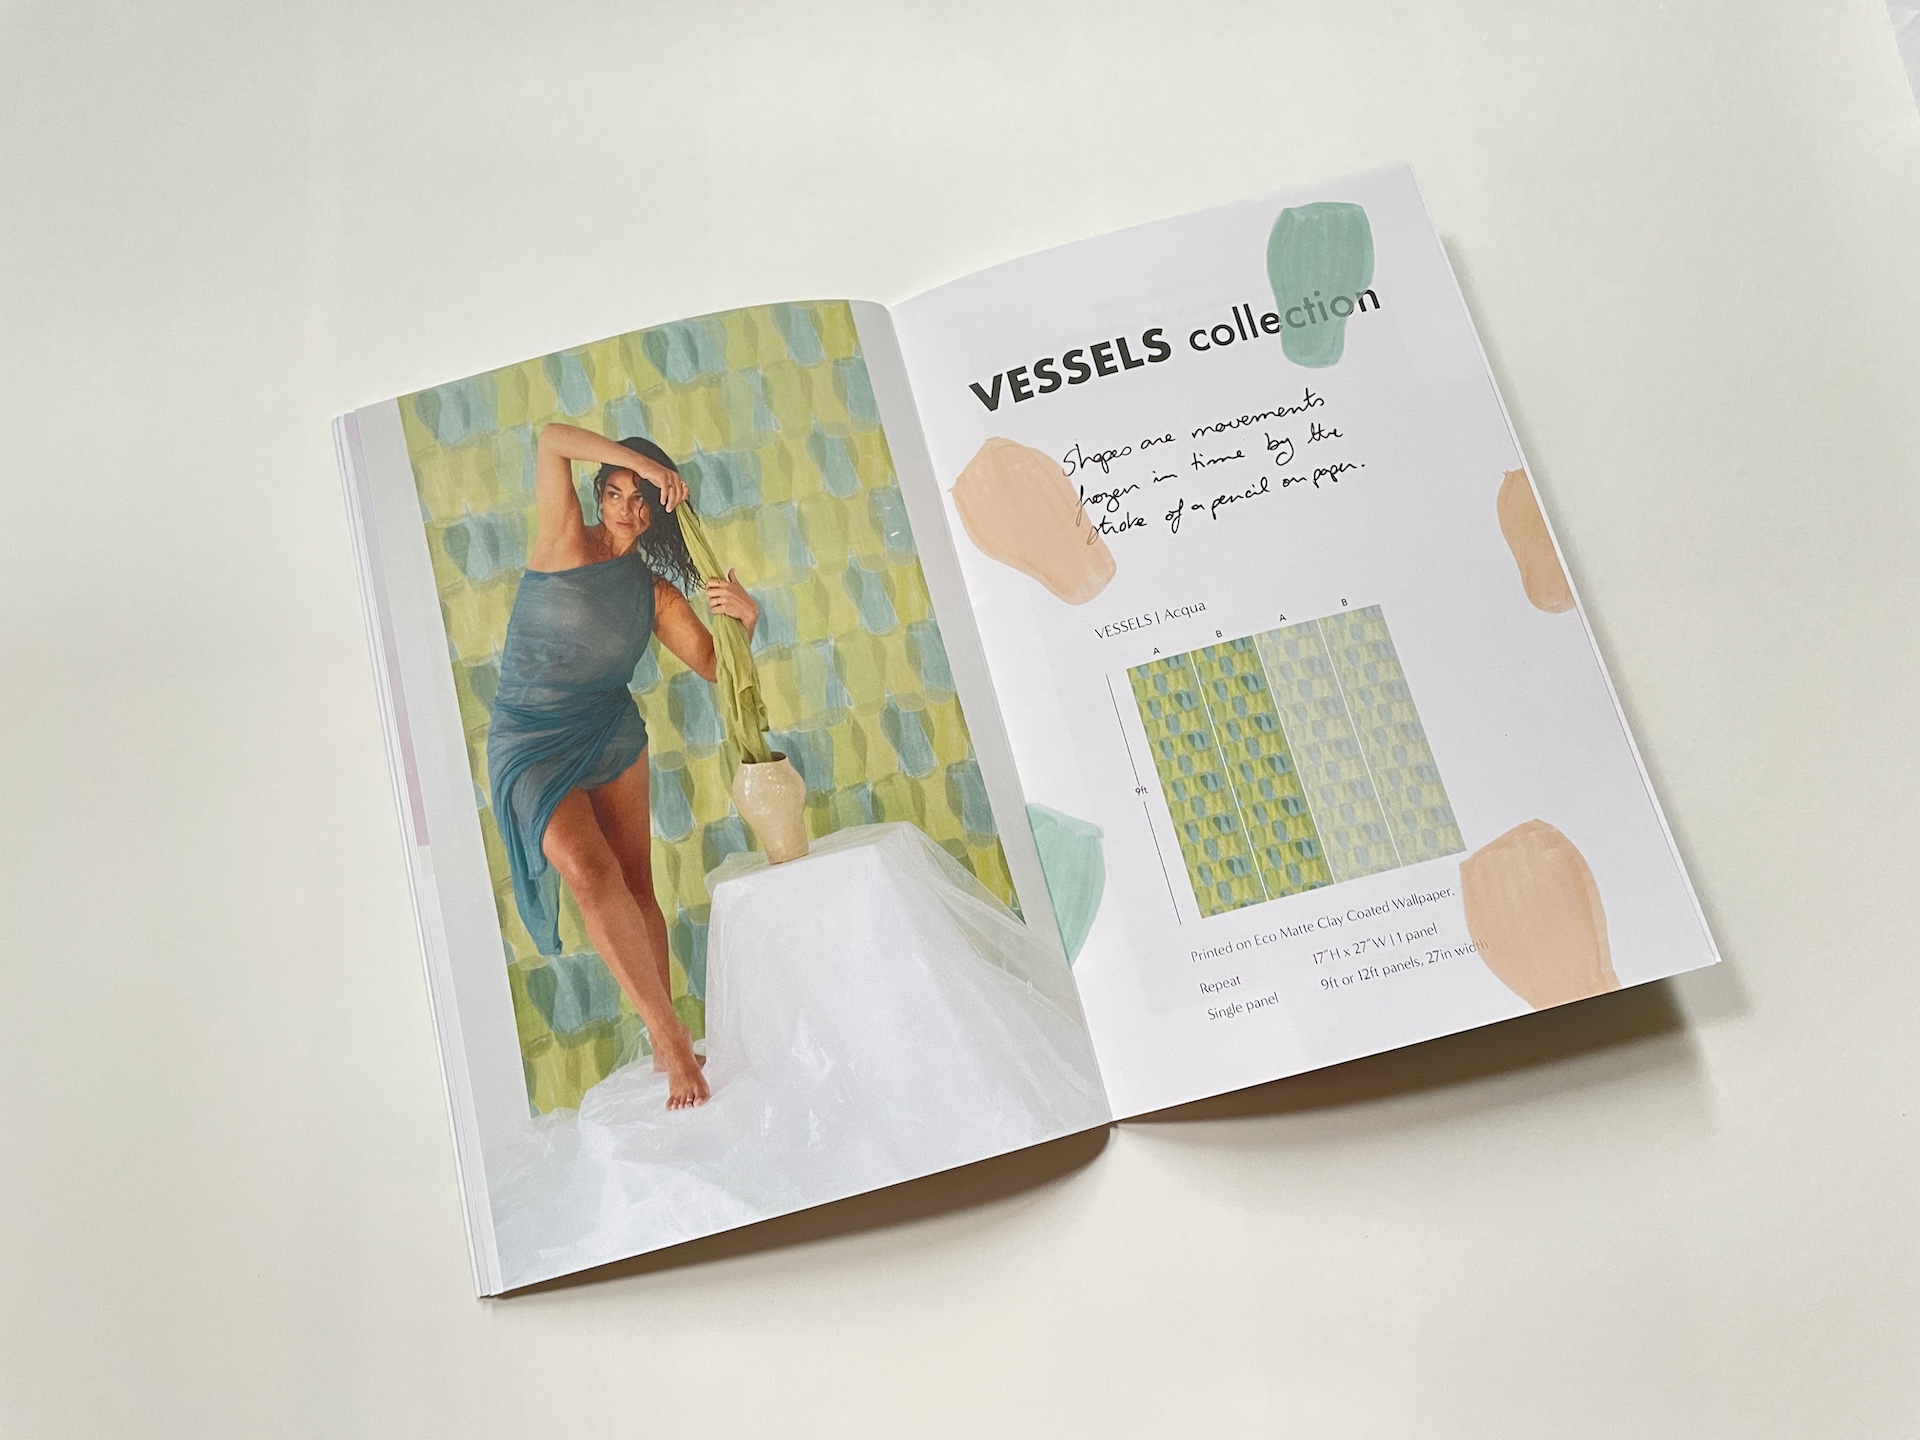 VESSELS collection
Shapes are movements
frozen in time by the
stroke of a pencil on paper.
VESSELS | Acqua
A B A B
9ft
Printed on Eco Matte Clay Coated Wallpaper.
Repeat 17"H x 27"W | 1 panel
Single panel 9ft or 12ft panels, 27in width